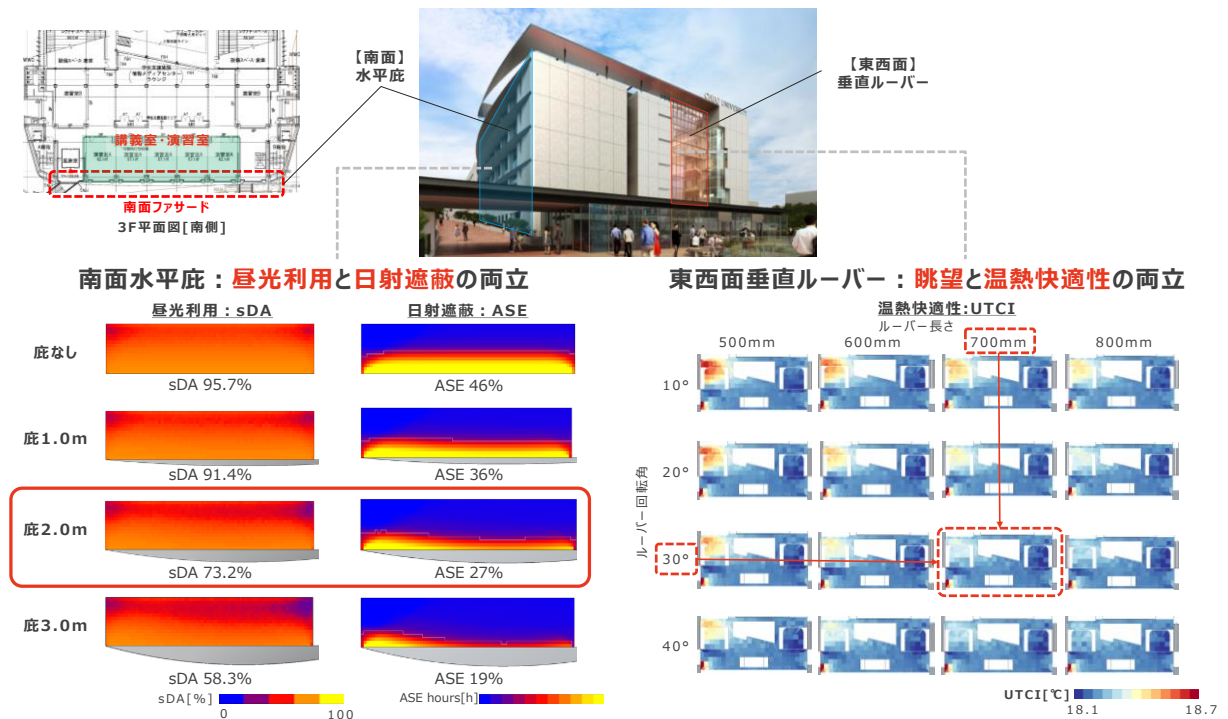 【南面】
水平庇
【東西面】
垂直ルーバー
講義室・演習室
南面ファサード
3F平面図[南側]
南面水平庇：昼光利用と日射遮蔽の両立
昼光利用：sDA
日射遮蔽：ASE
庇なし
sDA 95.7%
ASE 46%
庇1.0m
sDA 91.4%
ASE 36%
庇2.0m
sDA 73.2%
ASE 27%
庇3.0m
sDA 58.3%
ASE 19%
sDA[%]
0
100
ASE hours[h]
東西面垂直ルーバー：眺望と温熱快適性の両立
温熱快適性:UTCI
ルーバー長さ
500mm
600mm
700mm
800mm
ルーバー回転角
10°
20°
30°
40°
UTCI[℃]
18.1
18.7